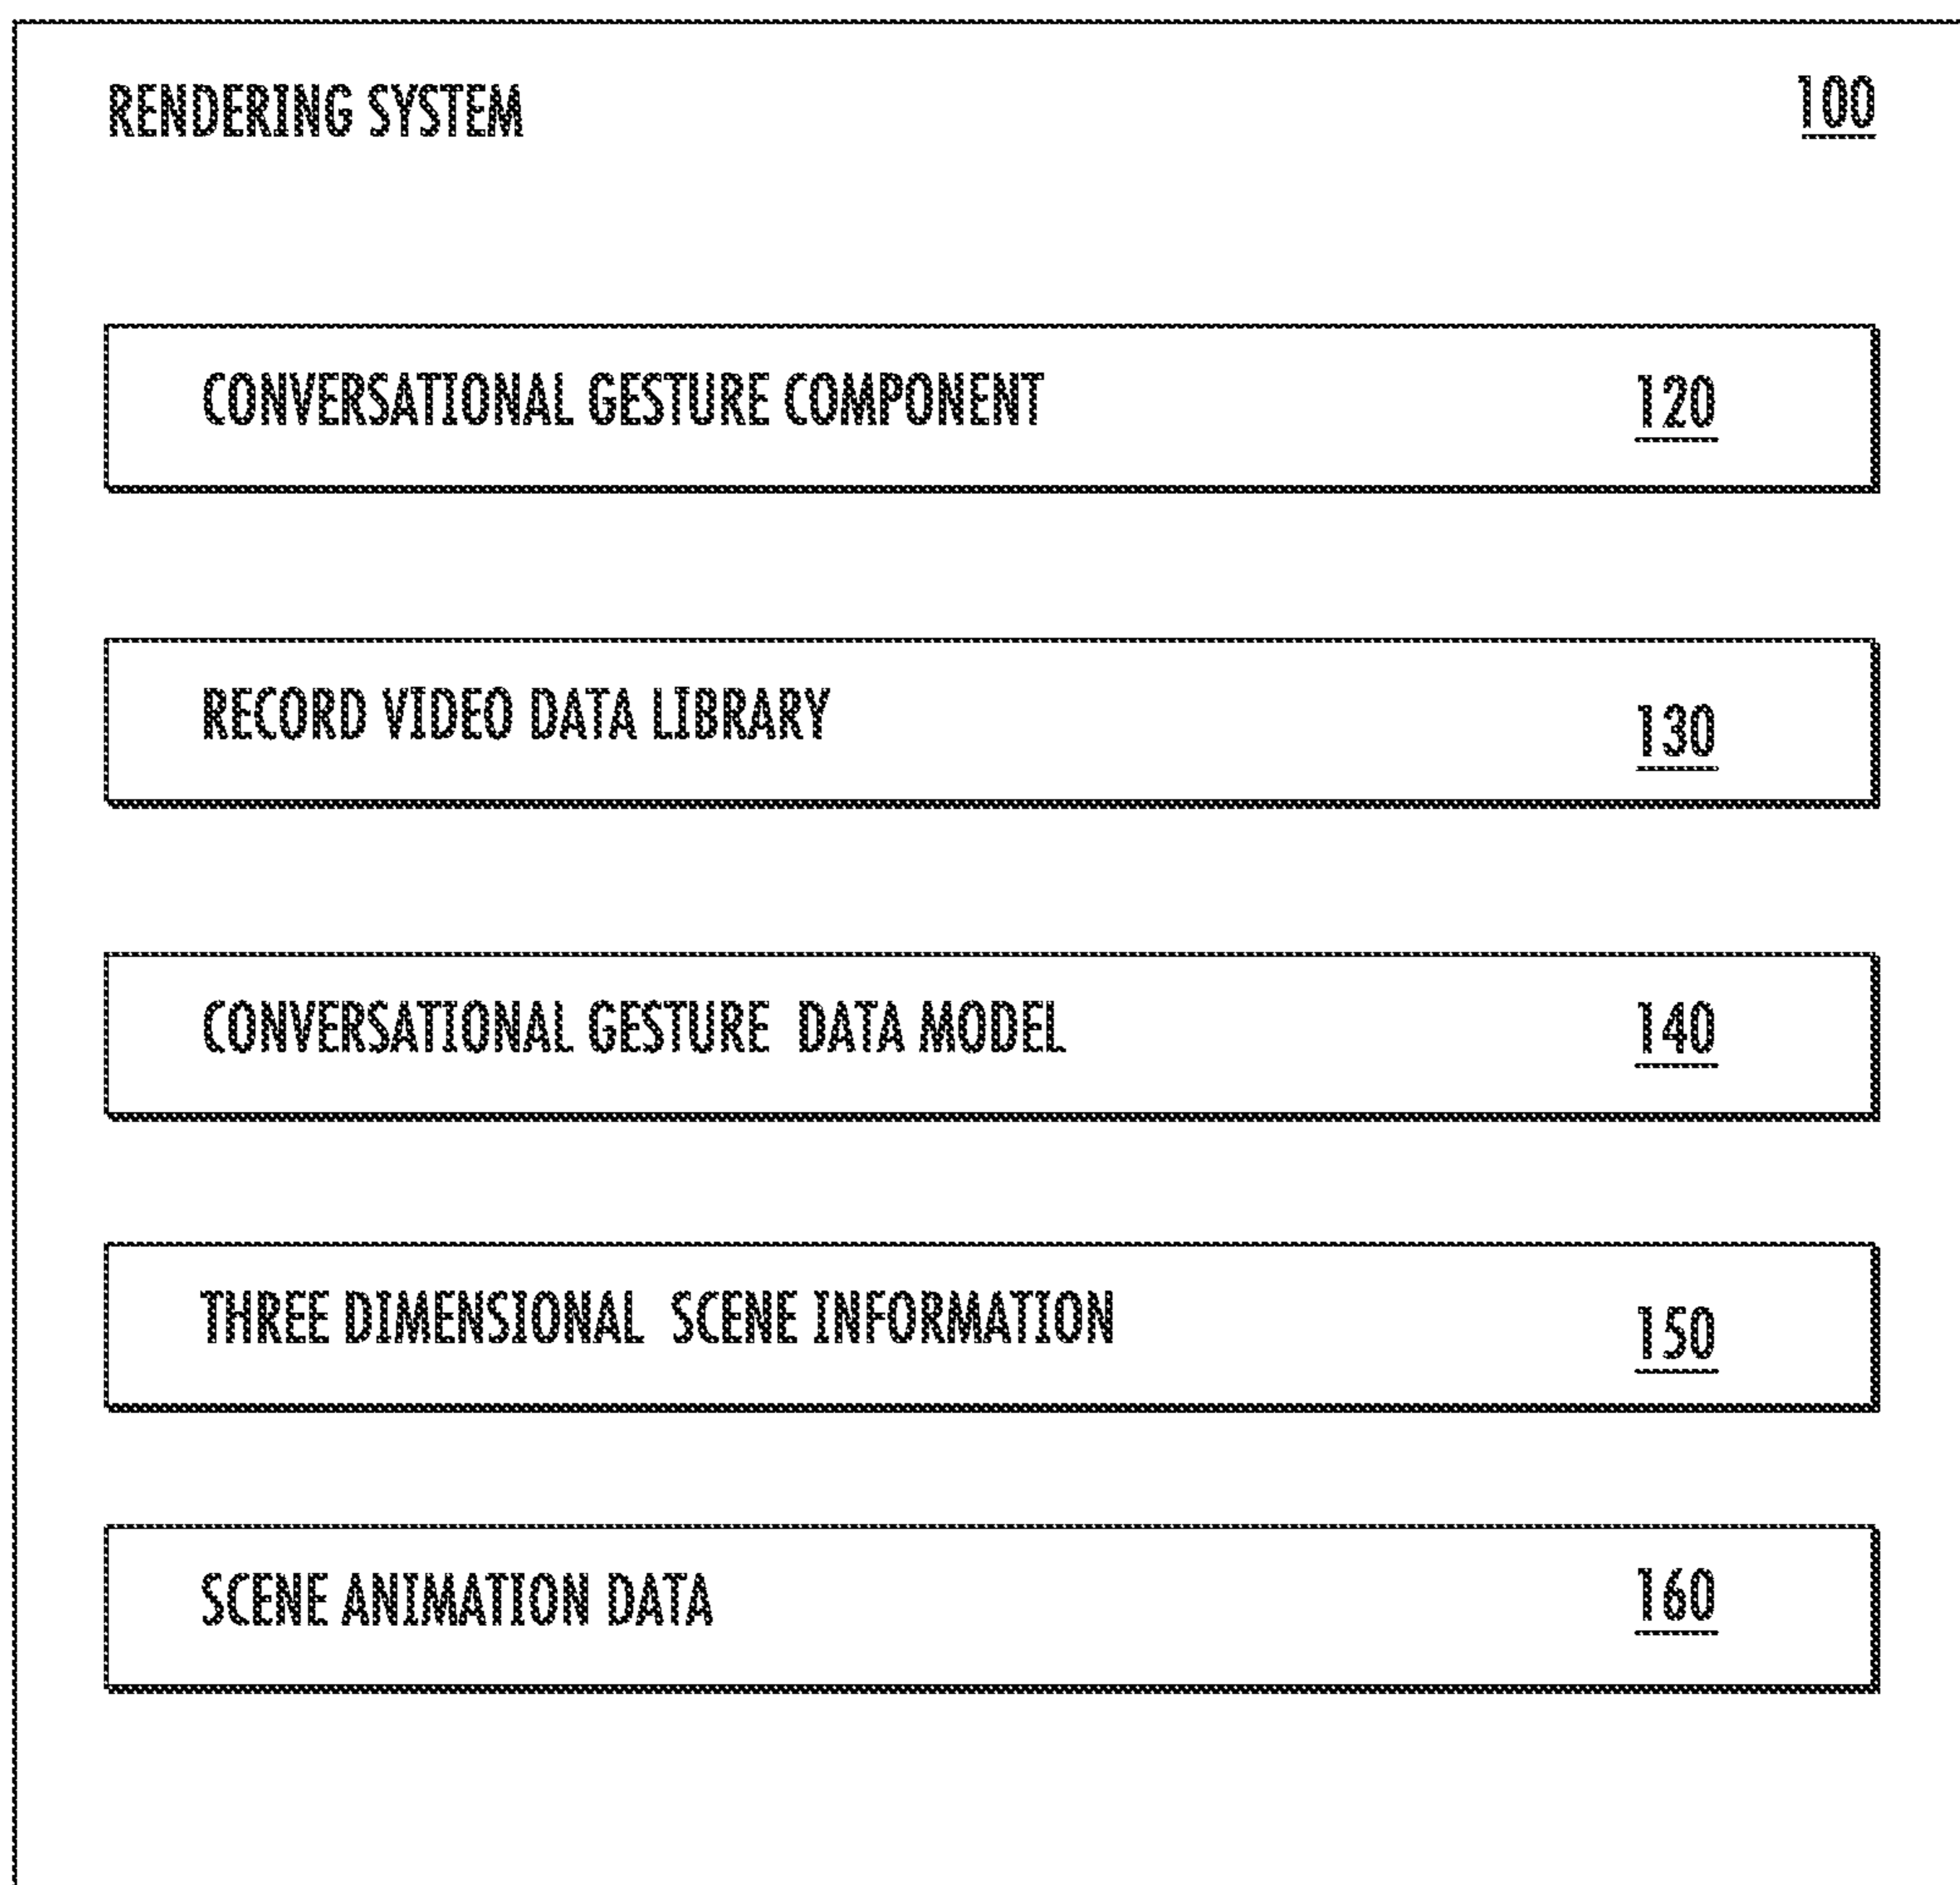 RENDERING SYSTEM 100
CONVERSATIONAL GESTURE COMPONENT 120
RECORD VIDEO DATA LIBRARY 130
CONVERSATIONAL GESTURE DATA MODEL 140
THREE DIMENSIONAL SCENE INFORMATION 150
SCENE ANIMATION DATA 160